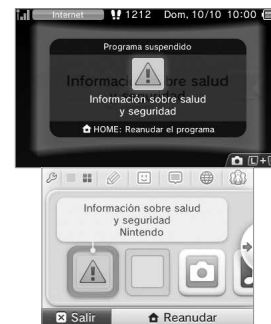 Internet 1212 Dom, 10/10 10:00
Programa suspendido
Información sobre salud
y seguridad
HOME: Reanudar el programa
L+
Información sobre salud
y seguridad
Nintendo
Salir Reanudar